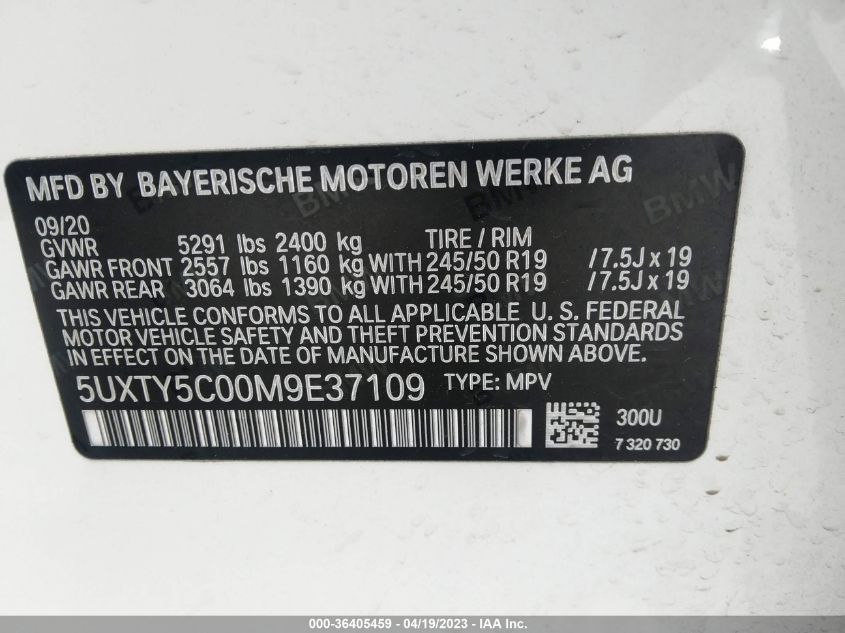 MFD BY BAYERISCHE MOTOREN WERKE AG
09/20
GVWR 5291 lbs 2400 kg TIRE / RIM
GAWR FRONT 2557 lbs 1160 kg WITH 245/50 R19 /7.5J x 19
GAWR REAR 3064 lbs 1390 kg WITH 245/50 R19 /7.5J x 19
THIS VEHICLE CONFORMS TO ALL APPLICABLE U. S. FEDERAL
MOTOR VEHICLE SAFETY AND THEFT PREVENTION STANDARDS
IN EFFECT ON THE DATE OF MANUFACTURE SHOWN ABOVE.
5UXTY5C00M9E37109 TYPE: MPV
300U
7 320 730
000-36405459 - 04/19/2023 - IAA Inc.